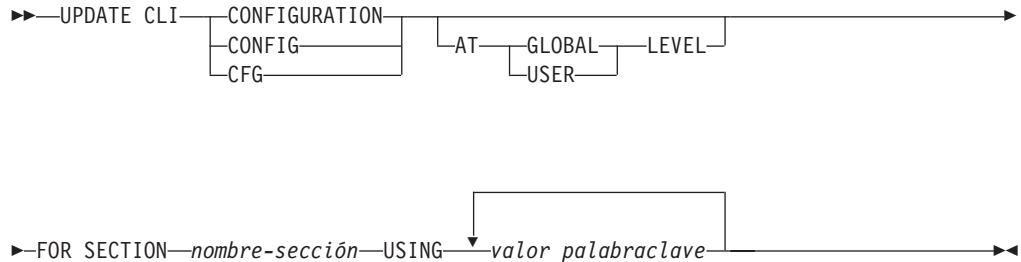 UPDATE CLI CONFIGURATION AT GLOBAL LEVEL
CONFIG USER
CFG
FOR SECTION nombre-sección USING valor palabraclave